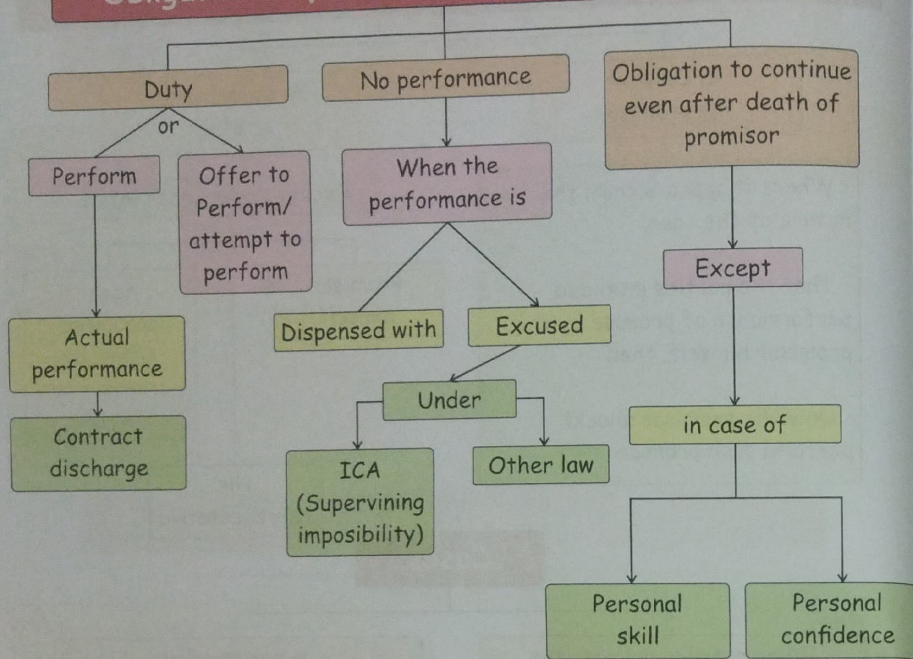 Duty
or
Perform
Offer to
Perform/
attempt to
perform
Actual
performance
Contract
discharge
No performance
When the
performance is
Dispensed with
Excused
Under
ICA
(Supervining
imposibility)
Other law
Obligation to continue
even after death of
promisor
Except
in case of
Personal
skill
Personal
confidence